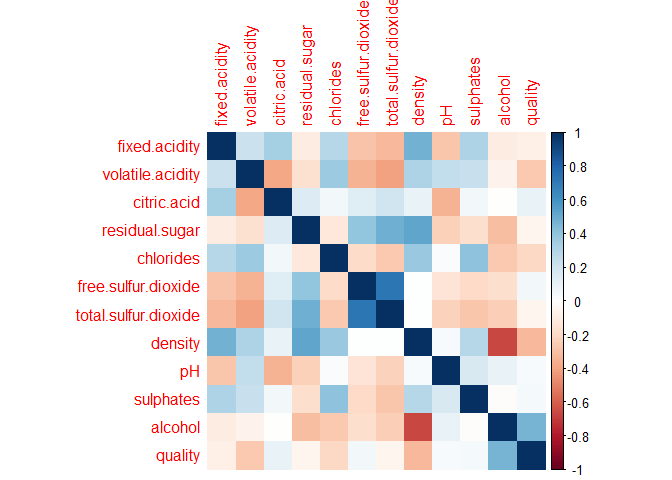 fixed.acidity
volatile.acidity
citric.acid
residual.sugar
chlorides
free.sulfur.dioxide
total.sulfur.dioxide
density
pH
sulphates
alcohol
quality
fixed.acidity
volatile.acidity
citric.acid
residual.sugar
chlorides
free.sulfur.dioxide
total.sulfur.dioxide
density
pH
sulphates
alcohol
quality
1
0.8
0.6
0.4
0.2
0
-0.2
-0.4
-0.6
-0.8
-1